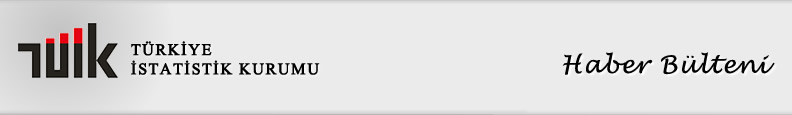 TÜİK
TÜRKİYE
İSTATİSTİK KURUMU
Haber Bülteni